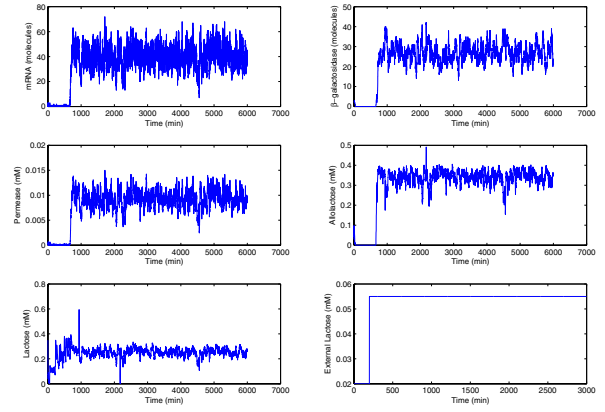 80
60
40
20
0
mRNA (molecules)
0 1000 2000 3000 4000 5000 6000 7000
Time (min)
50
40
30
20
10
0
β-galactosidase (molecules)
0 1000 2000 3000 4000 5000 6000 7000
Time (min)
0.02
0.015
0.01
0.005
0
Permease (mM)
0 1000 2000 3000 4000 5000 6000 7000
Time (min)
0.5
0.4
0.3
0.2
0.1
0
Allolactose (mM)
0 1000 2000 3000 4000 5000 6000 7000
Time (min)
0.8
0.6
0.4
0.2
0
Lactose (mM)
0 1000 2000 3000 4000 5000 6000 7000
Time (min)
0.06
0.05
0.04
0.03
0.02
External Lactose (mM)
0 500 1000 1500 2000 2500 3000
Time (min)